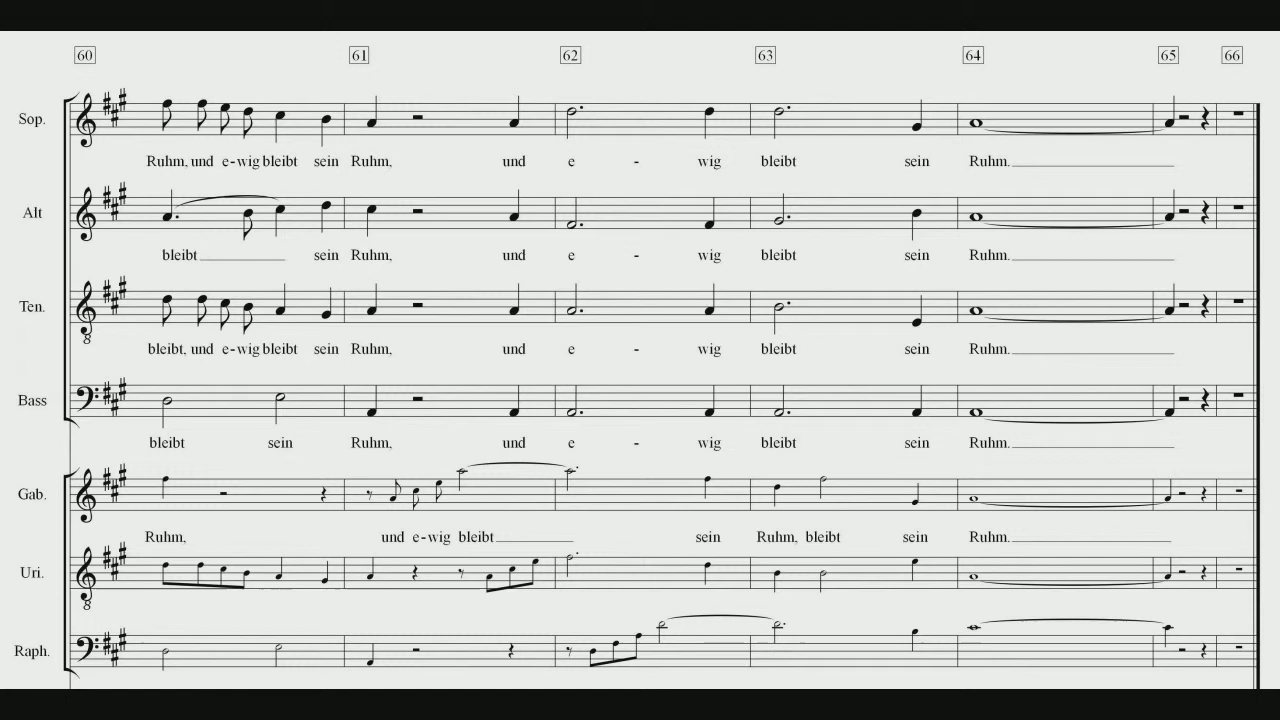 60 61 62 63 64 65 66
Sop.
Ruhm, und e-wig bleibt sein Ruhm, und e - wig bleibt sein Ruhm.
Alt
bleibt sein Ruhm, und e - wig bleibt sein Ruhm.
Ten.
bleibt, und e-wig bleibt sein Ruhm, und e - wig bleibt sein Ruhm.
Bass
bleibt sein Ruhm, und e - wig bleibt sein Ruhm.
Gab.
Ruhm, und e-wig bleibt sein Ruhm, bleibt sein Ruhm.
Uri.
Raph.